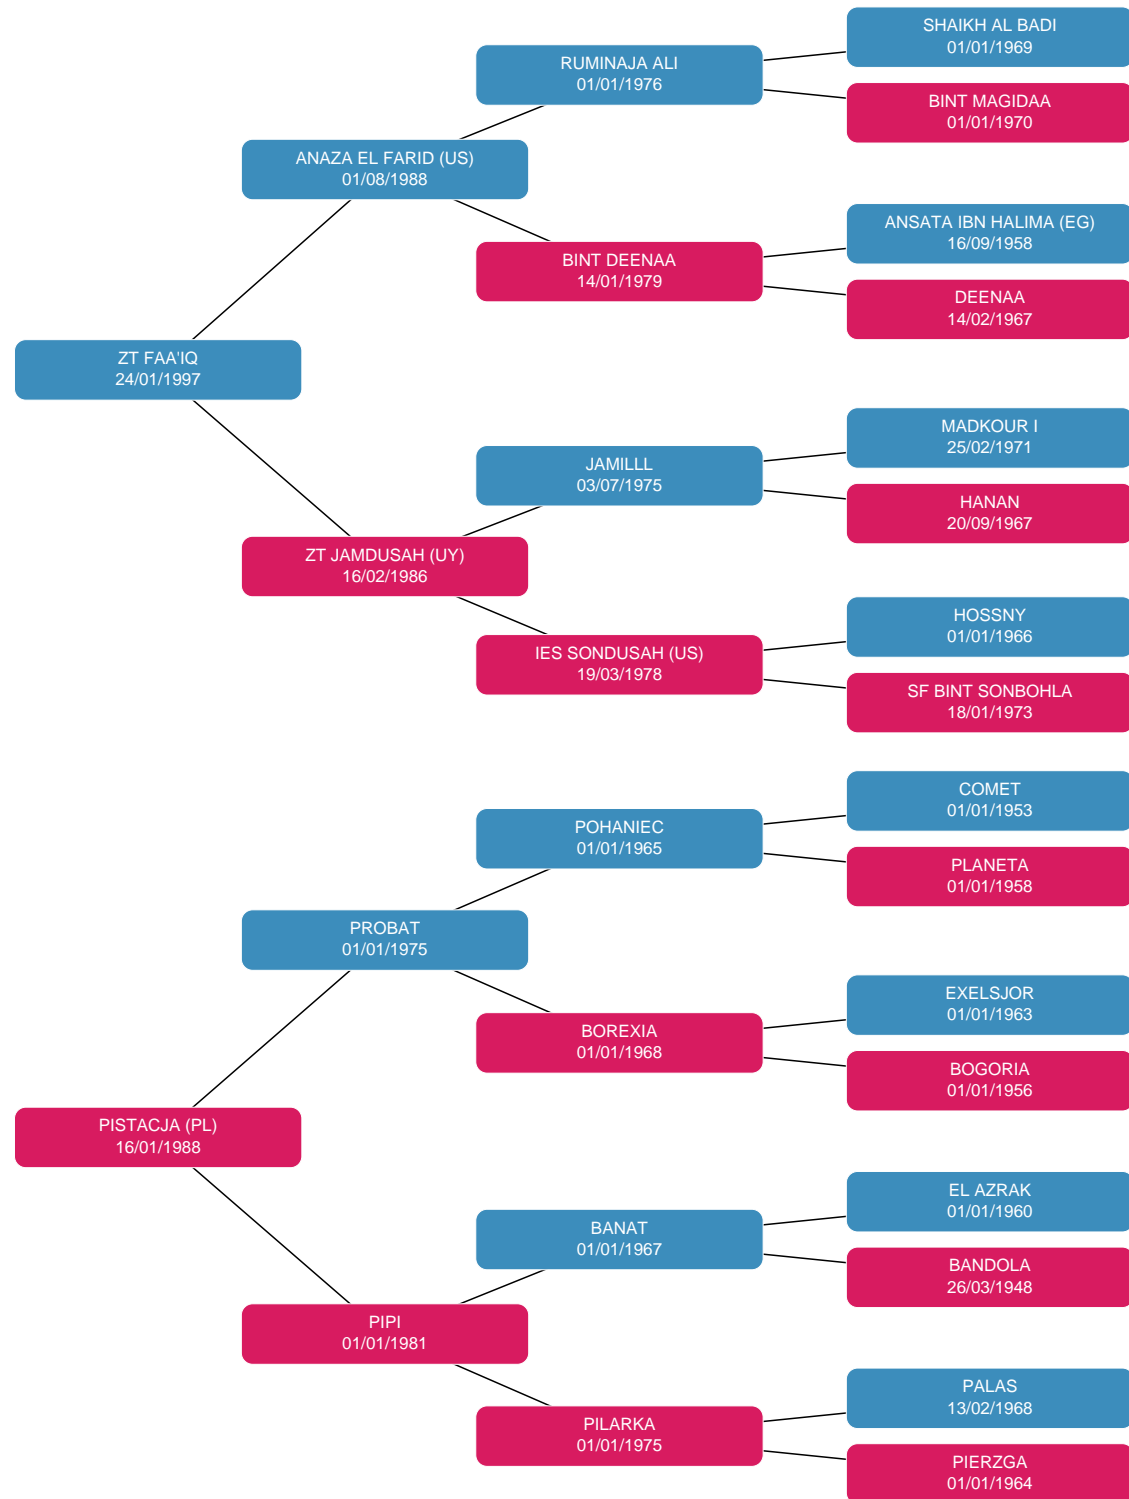 SHAIKH AL BADI
01/01/1969
RUMINAJA ALI
01/01/1976
BINT MAGIDAA
01/01/1970
ANAZA EL FARID (US)
01/08/1988
ANSATA IBN HALIMA (EG)
16/09/1958
BINT DEENAA
14/01/1979
DEENAA
14/02/1967
ZT FAA'IQ
24/01/1997
MADKOUR I
25/02/1971
JAMILLL
03/07/1975
HANAN
20/09/1967
ZT JAMDUSAH (UY)
16/02/1986
HOSSNY
01/01/1966
IES SONDUSAH (US)
19/03/1978
SF BINT SONBOHLA
18/01/1973
COMET
01/01/1953
POHANIEC
01/01/1965
PLANETA
01/01/1958
PROBAT
01/01/1975
EXELSJOR
01/01/1963
BOREXIA
01/01/1968
BOGORIA
01/01/1956
PISTACJA (PL)
16/01/1988
EL AZRAK
01/01/1960
BANAT
01/01/1967
BANDOLA
26/03/1948
PIPI
01/01/1981
PALAS
13/02/1968
PILARKA
01/01/1975
PIERZGA
01/01/1964